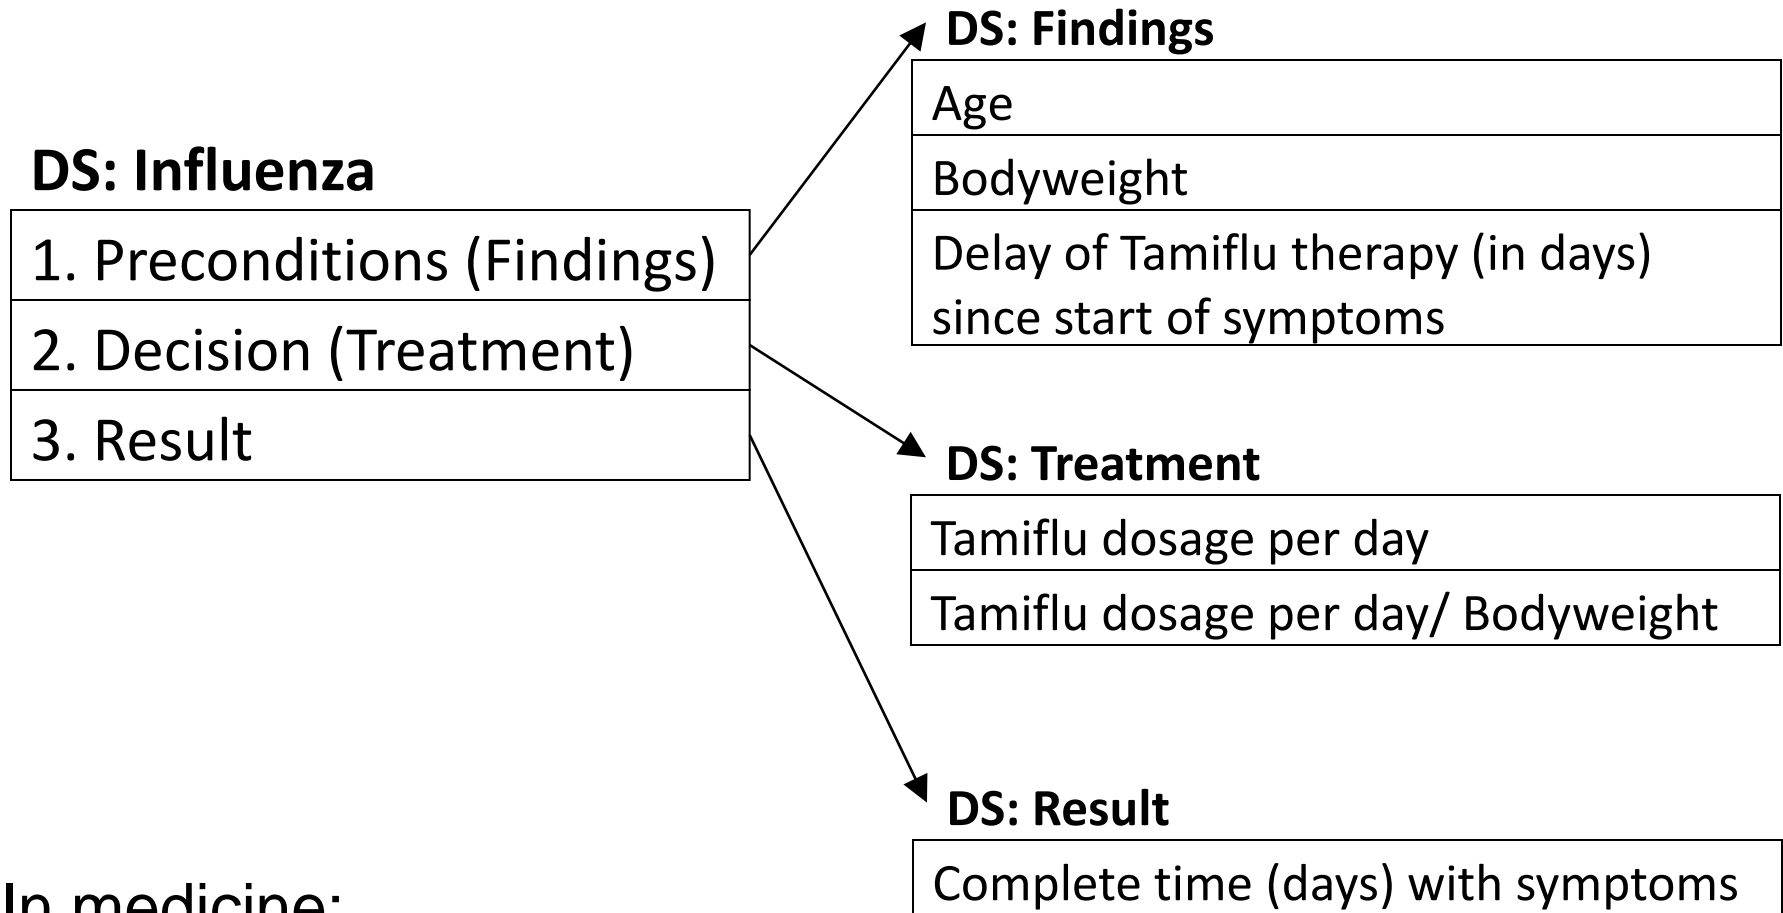 DS: Influenza
1. Preconditions (Findings)
2. Decision (Treatment)
3. Result
DS: Findings
Age
Bodyweight
Delay of Tamiflu therapy (in days)
since start of symptoms
DS: Treatment
Tamiflu dosage per day
Tamiflu dosage per day/ Bodyweight
DS: Result
Complete time (days) with symptoms
In medicine: